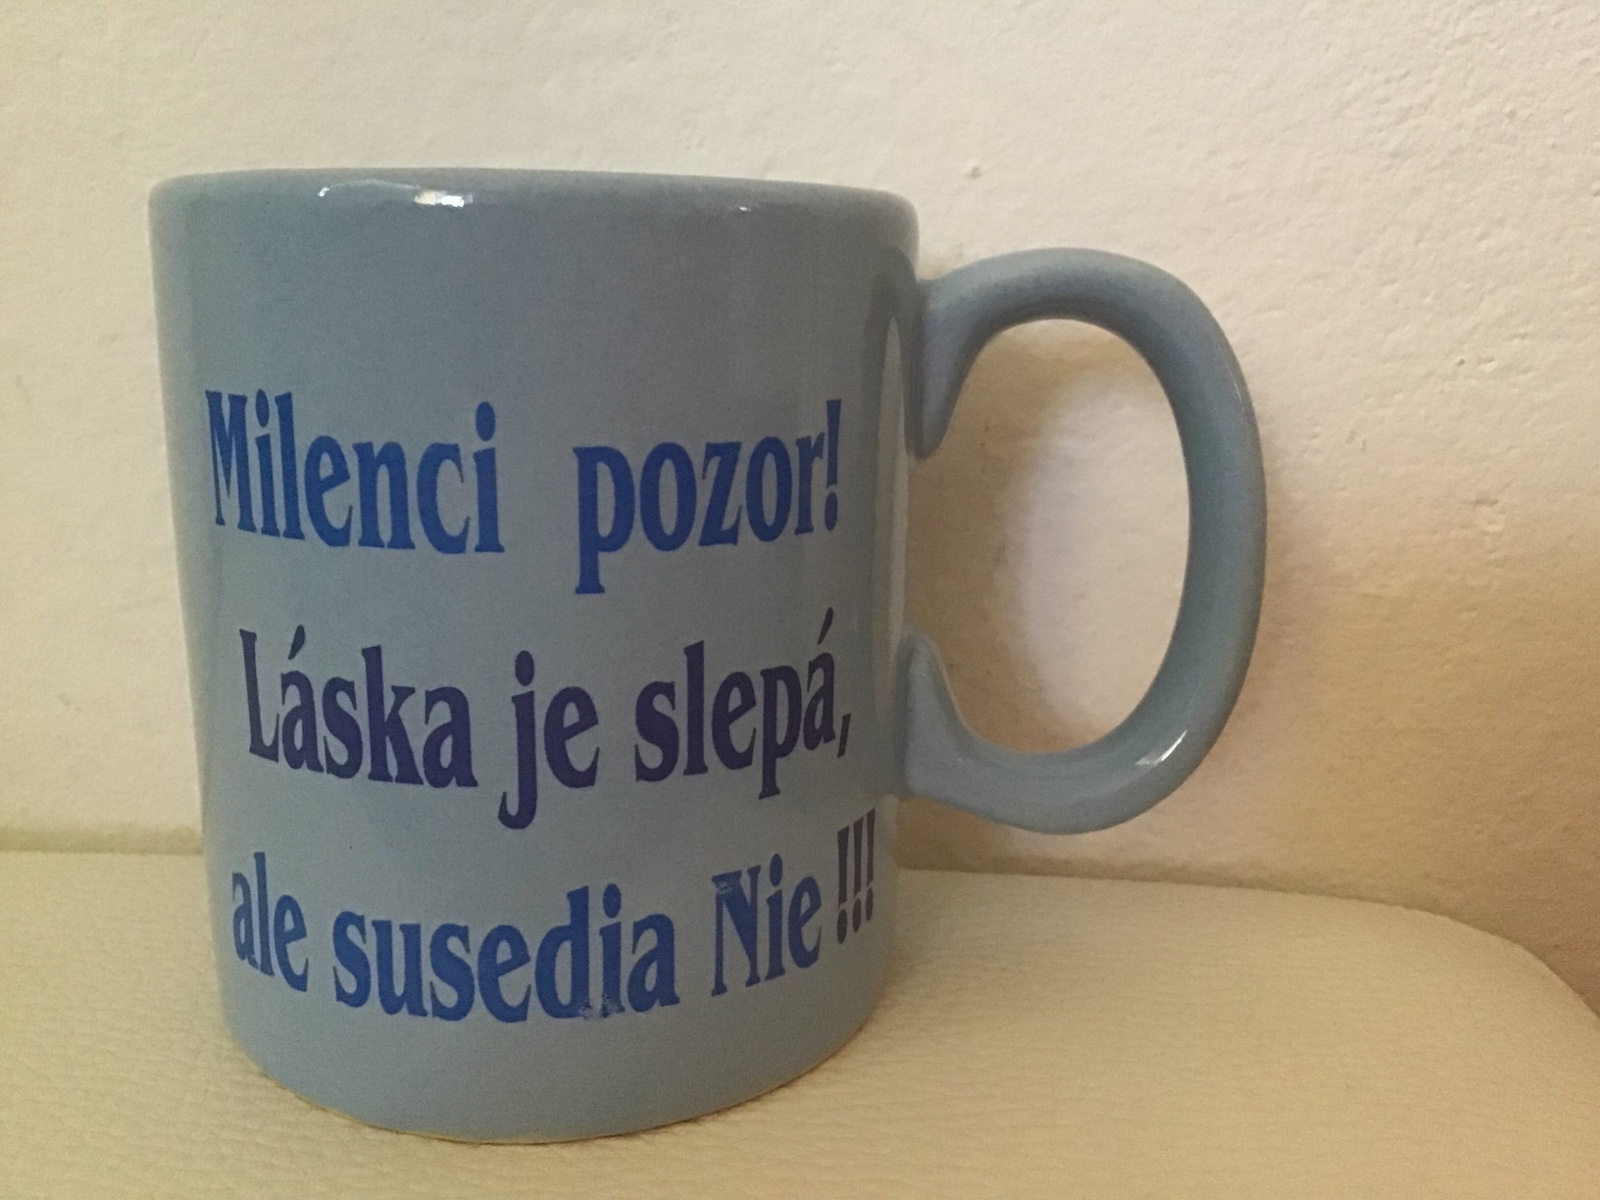 Milenci pozor!
Láska je slepá,
ale susedia Nie !!!